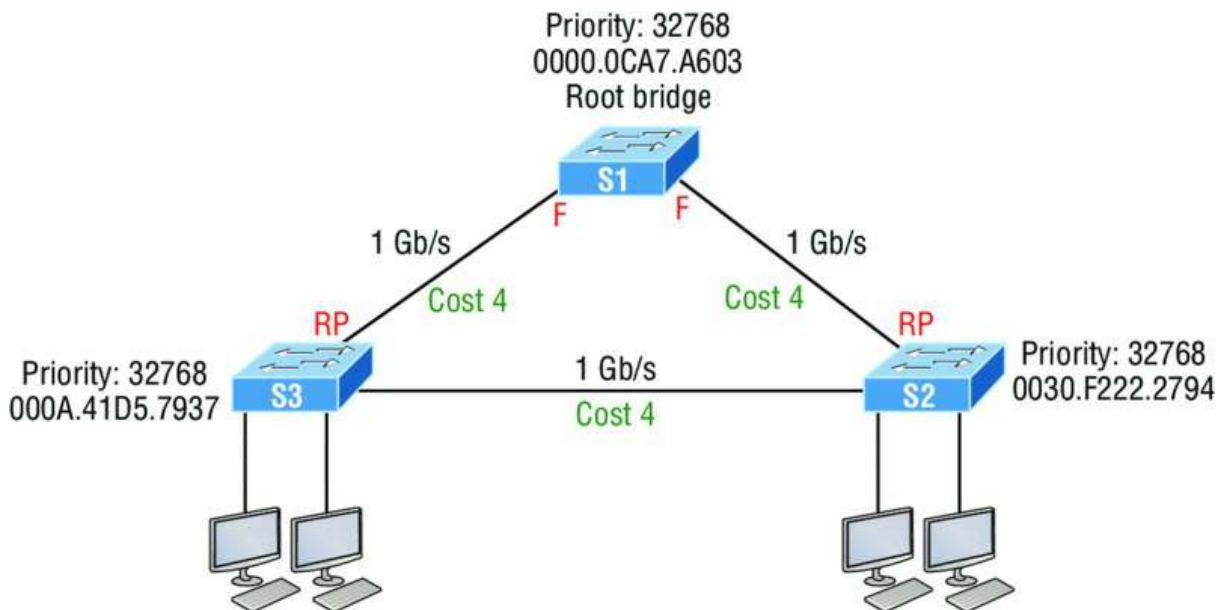 Priority: 32768
0000.0CA7.A603
Root bridge
S1
F
F
1 Gb/s
1 Gb/s
Cost 4
Cost 4
RP
RP
Priority: 32768
000A.41D5.7937
S3
1 Gb/s
Cost 4
S2
Priority: 32768
0030.F222.2794